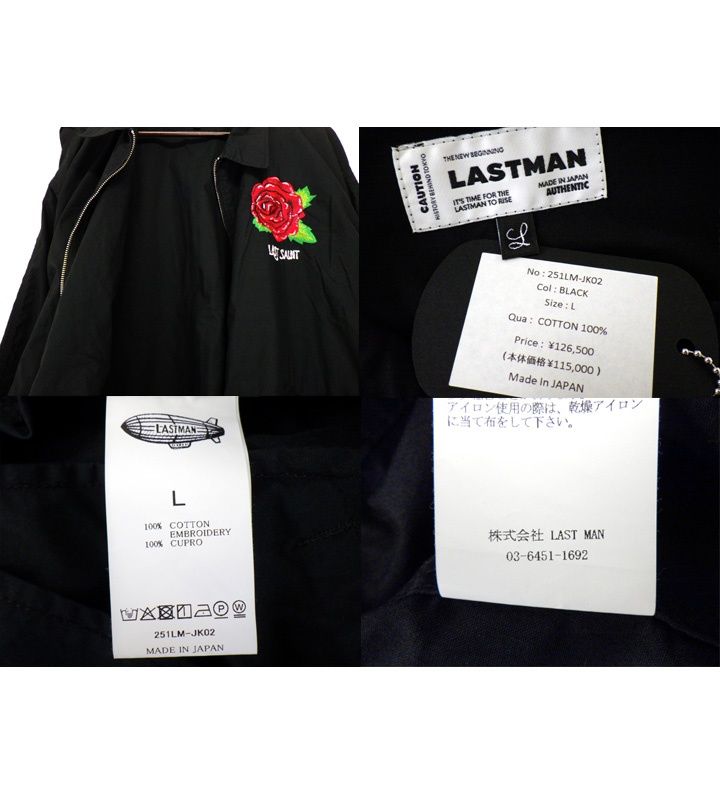 LAST SAINT
CAUTION
HISTORY BEHIND TOKYO
THE NEW BEGINNING
LASTMAN
IT'S TIME FOR THE
LASTMAN TO RISE
MADE IN JAPAN
AUTHENTIC
L
No : 251LM-JK02
Col : BLACK
Size : L
Qua : COTTON 100%
Price : ¥126,500
(本体価格¥115,000)
Made In JAPAN
LASTMAN
L
100% COTTON
EMBROIDERY
100% CUPRO
251LM-JK02
MADE IN JAPAN
アイロン使用の際は、乾燥アイロン
に当て布をして下さい。
株式会社 LAST MAN
03-6451-1692